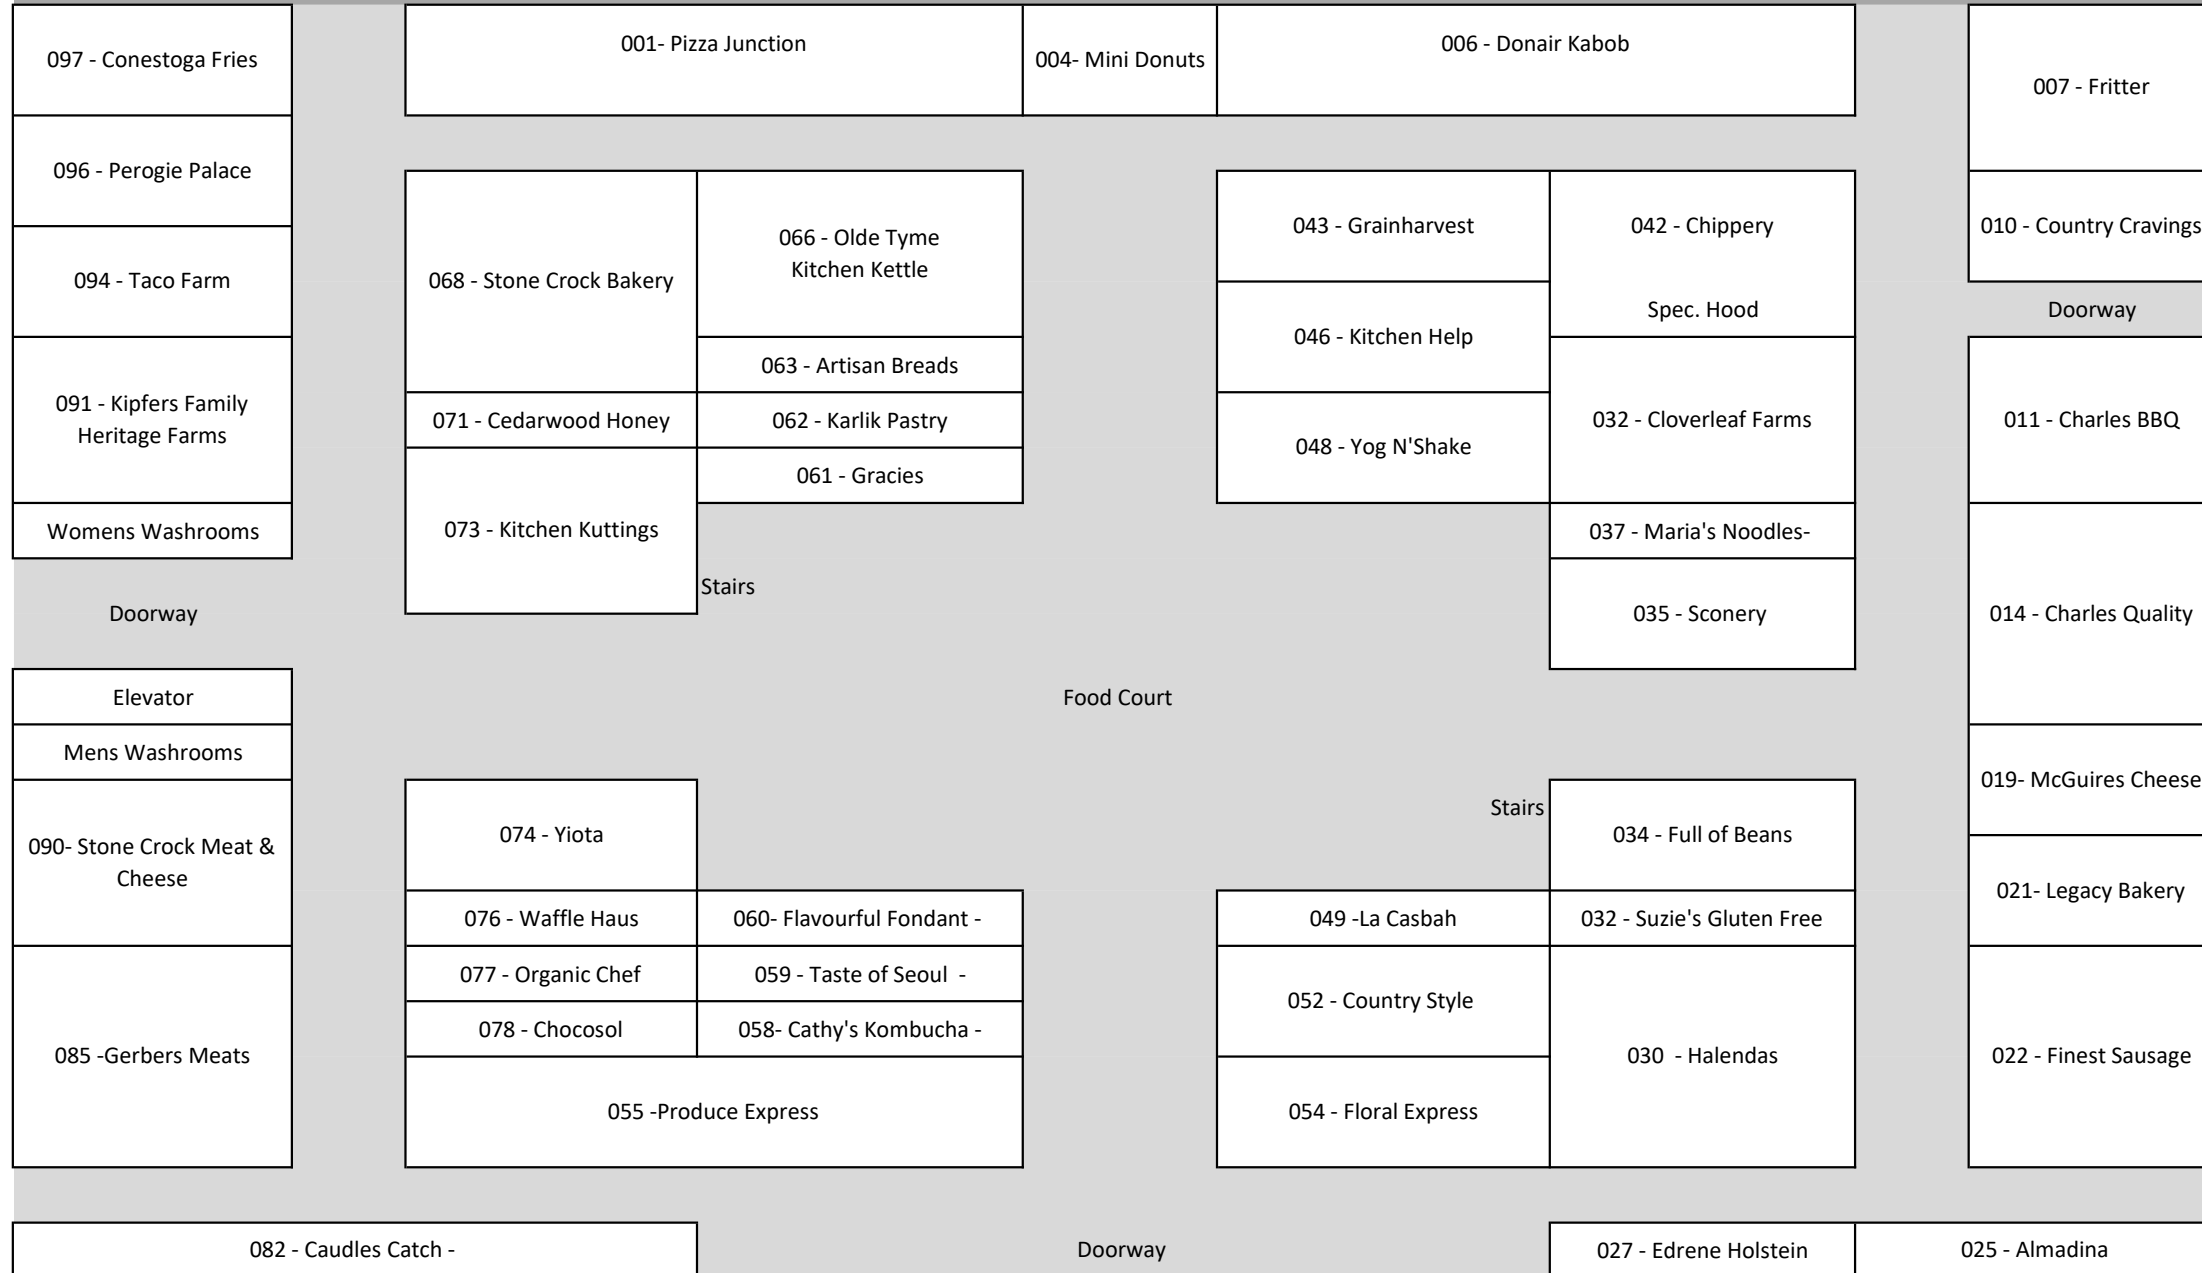 097 - Conestoga Fries
001- Pizza Junction
004- Mini Donuts
006 - Donair Kabob
007 - Fritter
096 - Perogie Palace
068 - Stone Crock Bakery
066 - Olde Tyme
Kitchen Kettle
043 - Grainharvest
042 - Chippery
Spec. Hood
010 - Country Cravings
094 - Taco Farm
046 - Kitchen Help
Doorway
063 - Artisan Breads
091 - Kipfers Family
Heritage Farms
071 - Cedarwood Honey
062 - Karlik Pastry
048 - Yog N'Shake
032 - Cloverleaf Farms
011 - Charles BBQ
061 - Gracies
Womens Washrooms
073 - Kitchen Kuttings
037 - Maria's Noodles-
Stairs
Doorway
035 - Sconery
014 - Charles Quality
Elevator
Food Court
Mens Washrooms
019- McGuires Cheese
Stairs
074 - Yiota
034 - Full of Beans
090- Stone Crock Meat &
Cheese
021- Legacy Bakery
076 - Waffle Haus
060- Flavourful Fondant -
049 -La Casbah
032 - Suzie's Gluten Free
077 - Organic Chef
059 - Taste of Seoul  -
052 - Country Style
078 - Chocosol
058- Cathy's Kombucha -
085 -Gerbers Meats
030  - Halendas
022 - Finest Sausage
055 -Produce Express
054 - Floral Express
082 - Caudles Catch -
Doorway
027 - Edrene Holstein
025 - Almadina